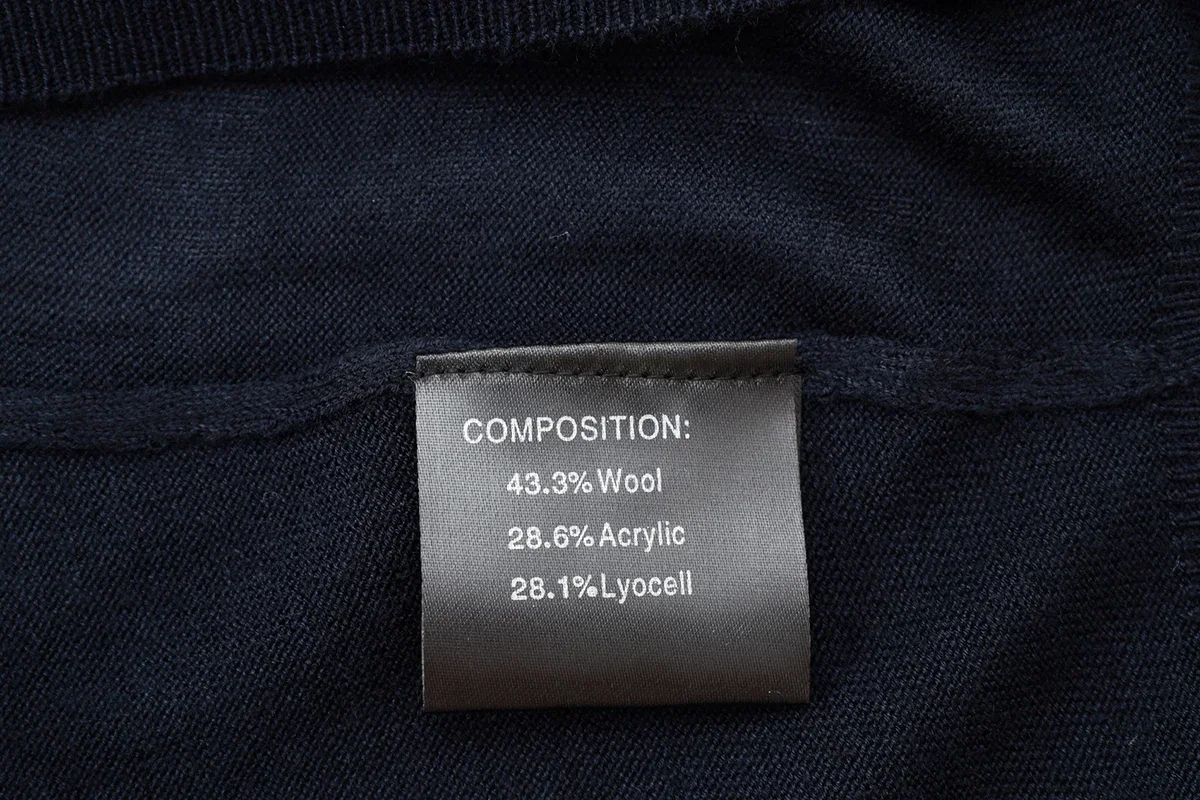 COMPOSITION:
43.3% Wool
28.6% Acrylic
28.1% Lyocell